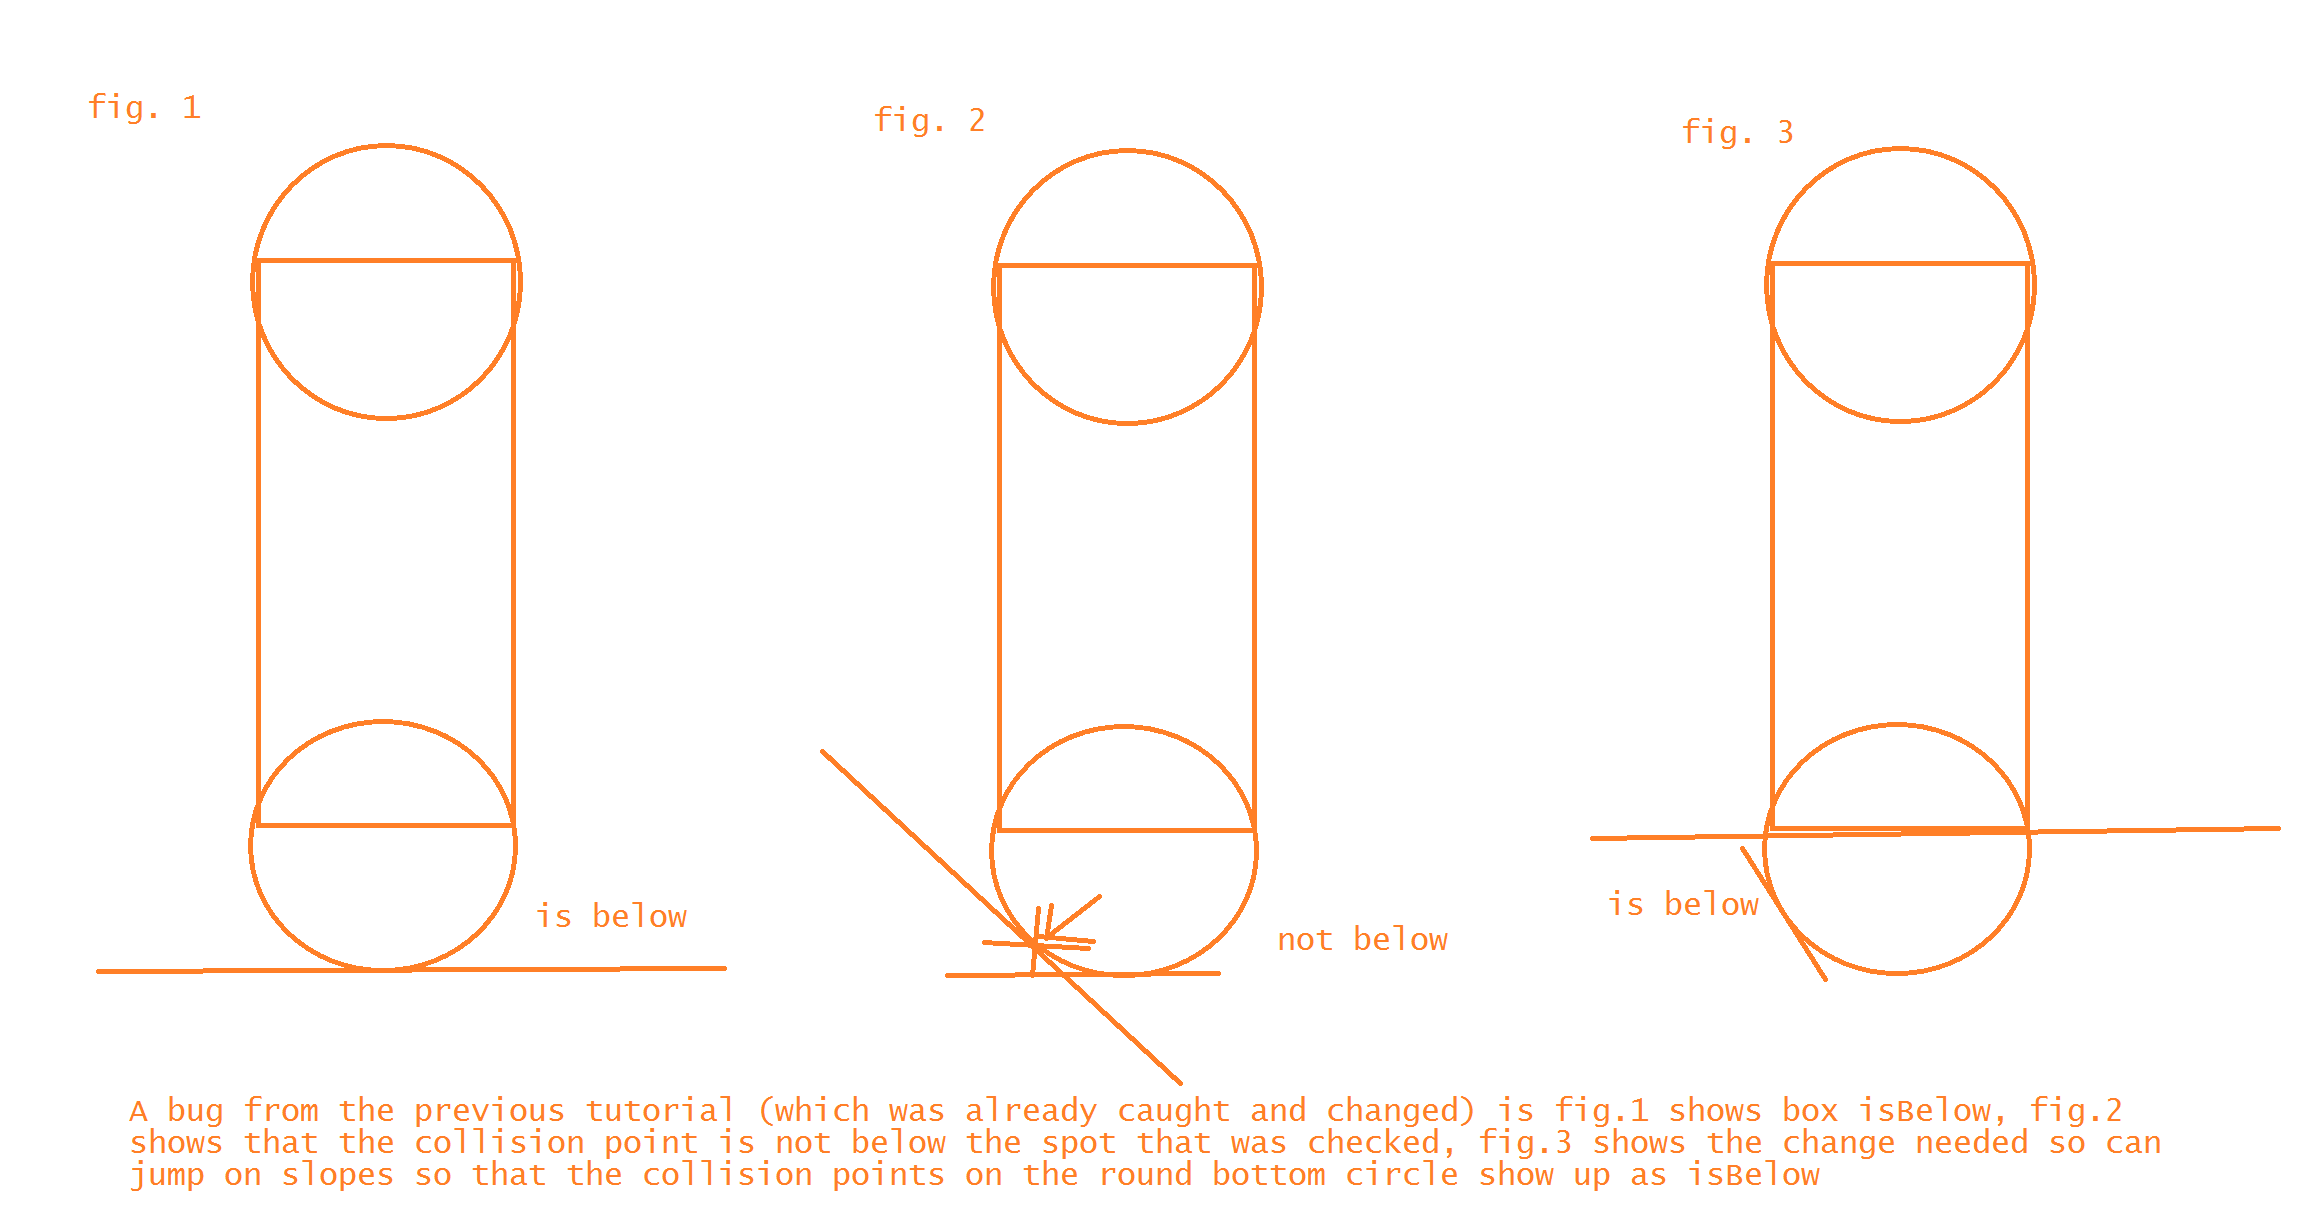 fig. 1
fig. 2
fig. 3
is below
not below
is below
A bug from the previous tutorial (which was already caught and changed) is fig.1 shows box isBelow, fig.2
shows that the collision point is not below the spot that was checked, fig.3 shows the change needed so can
jump on slopes so that the collision points on the round bottom circle show up as isBelow